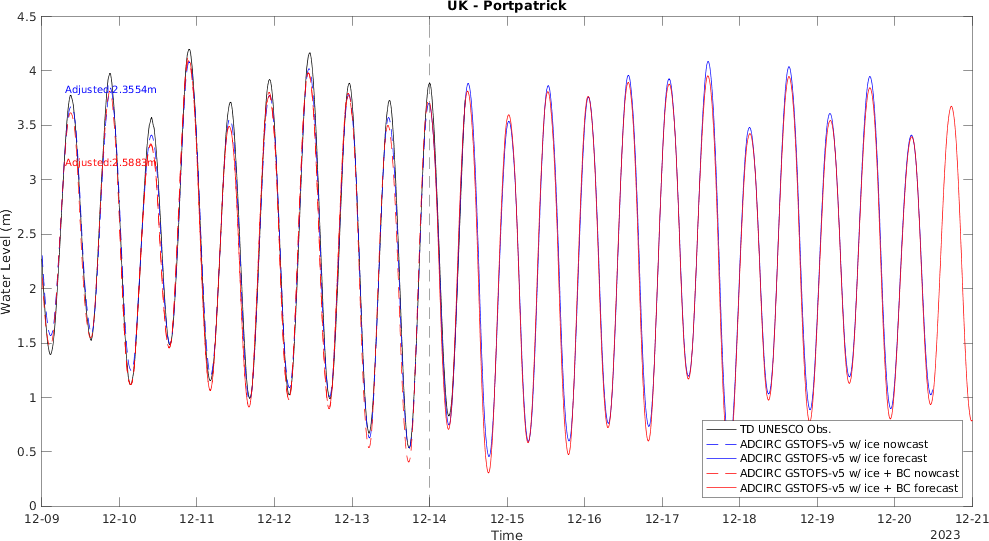 UK - Portpatrick
4.5
4
3.5
3
2.5
2
1.5
1
0.5
0
Water Level (m)
Adjusted:2.3554m
Adjusted:2.5883m
TD UNESCO Obs.
ADCIRC GSTOFS-v5 w/ ice nowcast
ADCIRC GSTOFS-v5 w/ ice forecast
ADCIRC GSTOFS-v5 w/ ice + BC nowcast
ADCIRC GSTOFS-v5 w/ ice + BC forecast
12-09 12-10 12-11 12-12 12-13 12-14 12-15 12-16 12-17 12-18 12-19 12-20 12-21
Time
2023